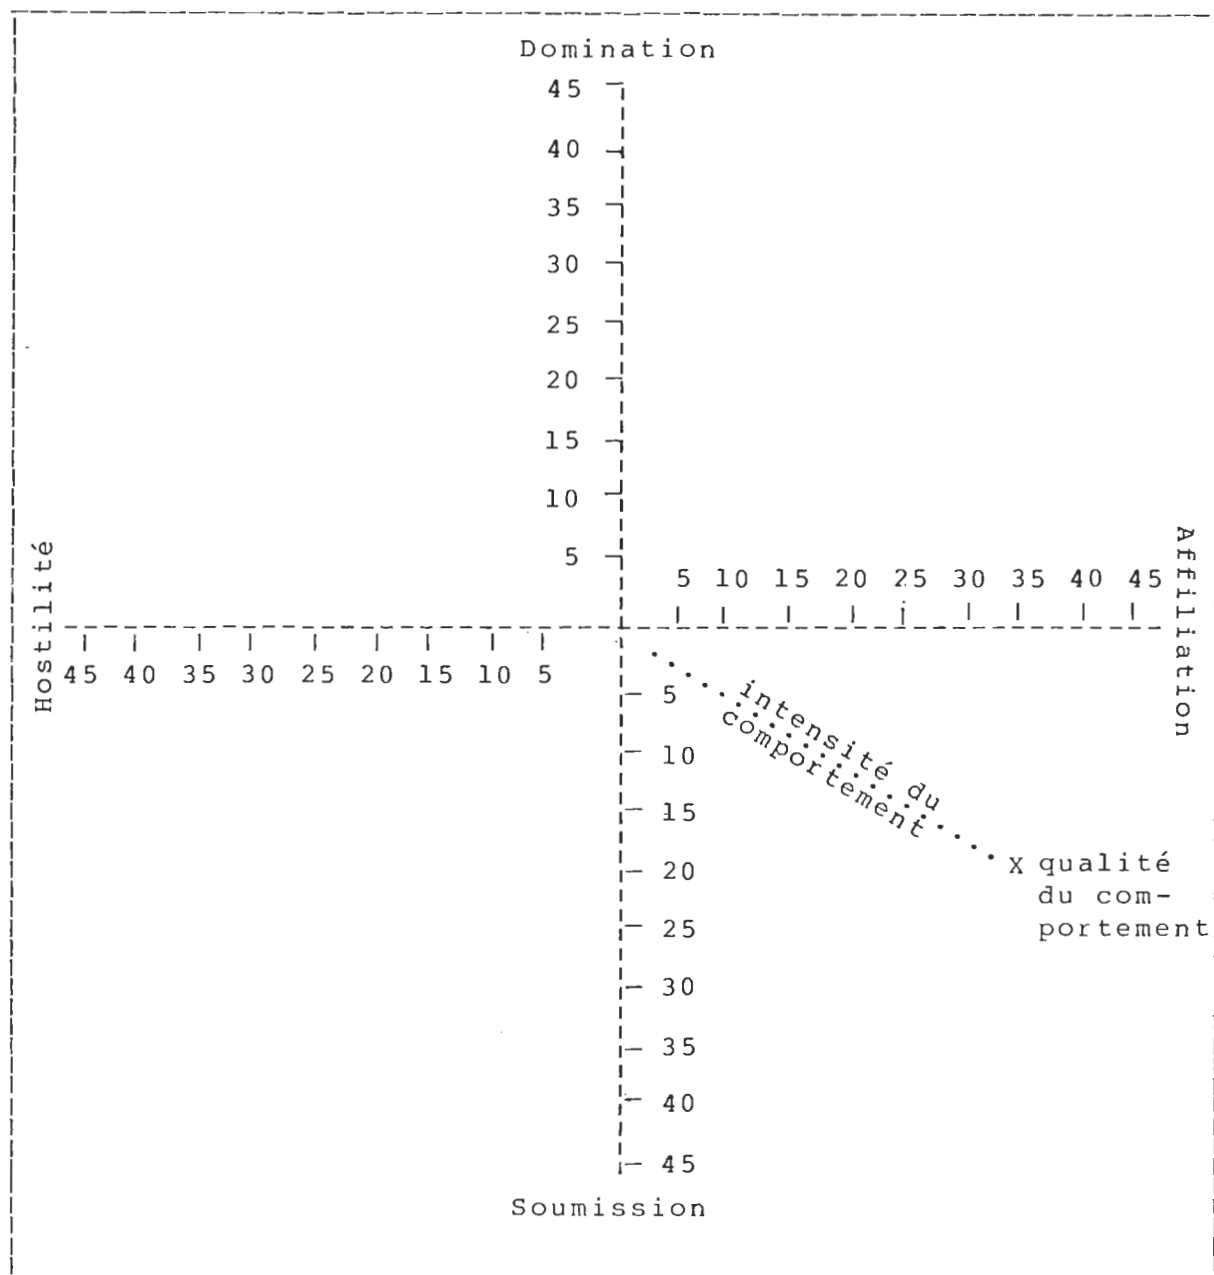 Domination
45
40
35
30
25
20
15
10
5
5 10 15 20 25 30 35 40 45
Affiliation
Hostilité
45 40 35 30 25 20 15 10 5
5
10
15
20
25
30
35
40
45
intensité du
comportement
X qualité
du com-
portement
Soumission